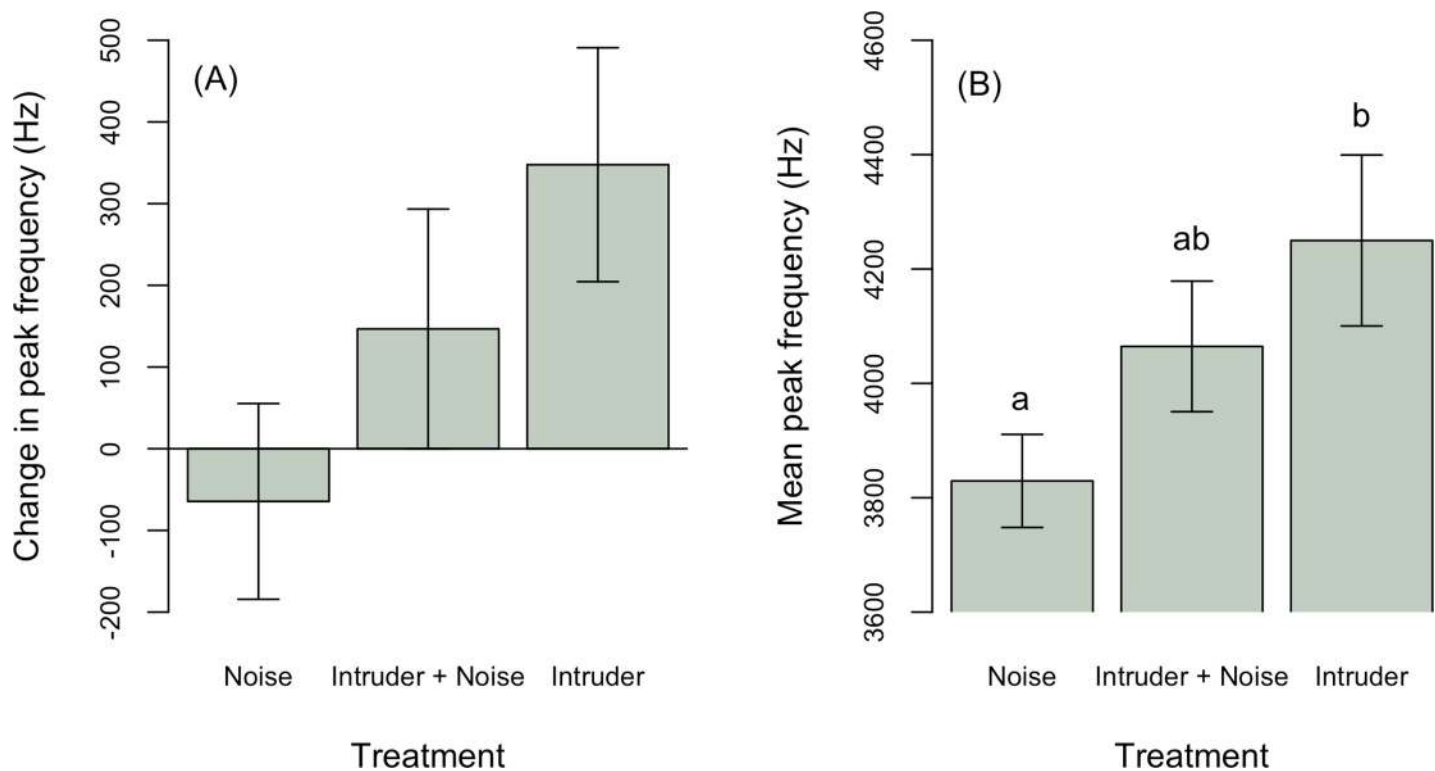 (A)
Change in peak frequency (Hz)
500
400
300
200
100
0
-100
-200
Noise
Intruder + Noise
Intruder
Treatment
(B)
Mean peak frequency (Hz)
4600
4400
4200
4000
3800
3600
a
ab
b
Noise
Intruder + Noise
Intruder
Treatment